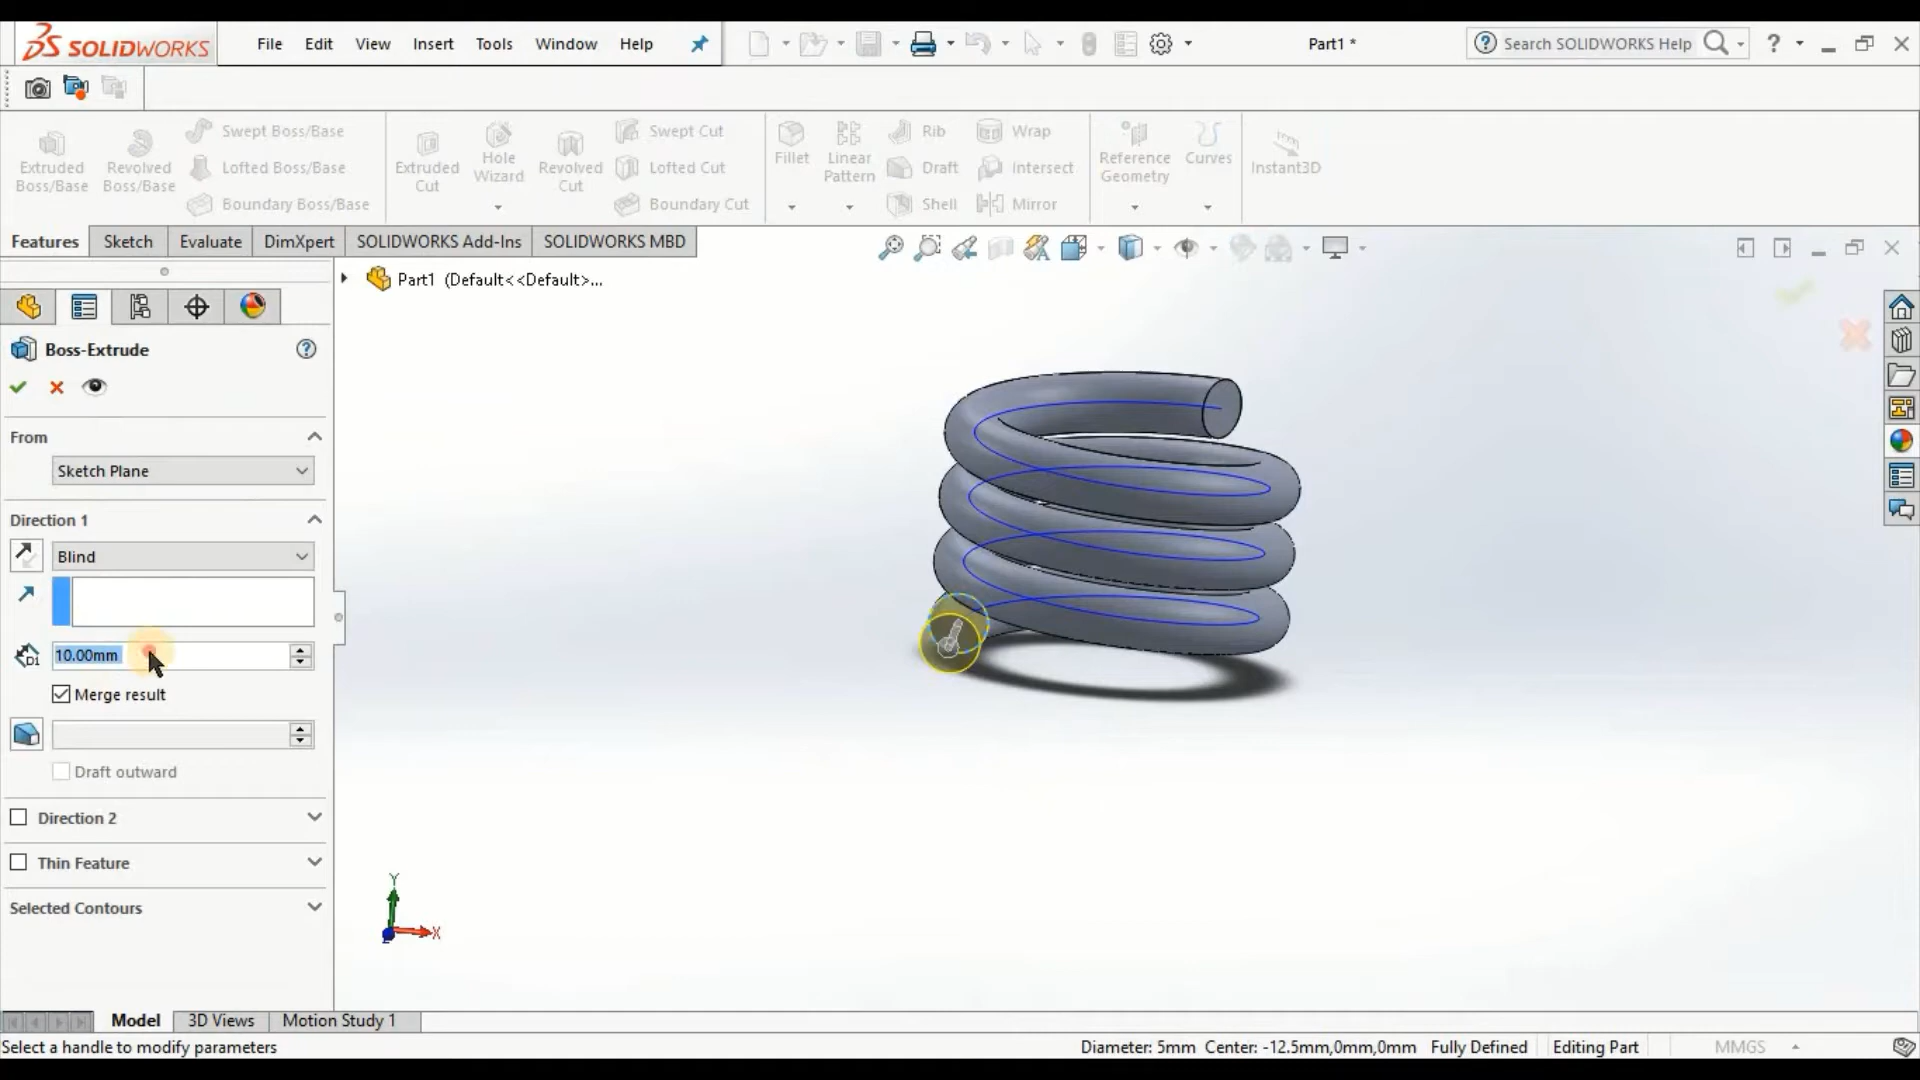 SOLIDWORKS File Edit View Insert Tools Window Help Part1 * Search SOLIDWORKS Help ?
Extruded Boss/Base
Revolved Boss/Base
Swept Boss/Base
Lofted Boss/Base
Boundary Boss/Base
Extruded Cut
Hole Wizard
Revolved Cut
Swept Cut
Lofted Cut
Boundary Cut
Fillet
Linear Pattern
Rib
Draft
Shell
Wrap
Intersect
Mirror
Reference Geometry
Curves
Instant3D
Features Sketch Evaluate DimXpert SOLIDWORKS Add-Ins SOLIDWORKS MBD
Part1 (Default<<Default>...
Boss-Extrude ?
From
Sketch Plane
Direction 1
Blind
D1 10.00mm
Merge result
Draft outward
Direction 2
Thin Feature
Selected Contours
Y
X
Z
Model 3D Views Motion Study 1
Select a handle to modify parameters Diameter: 5mm Center: -12.5mm,0mm,0mm Fully Defined Editing Part MMGS